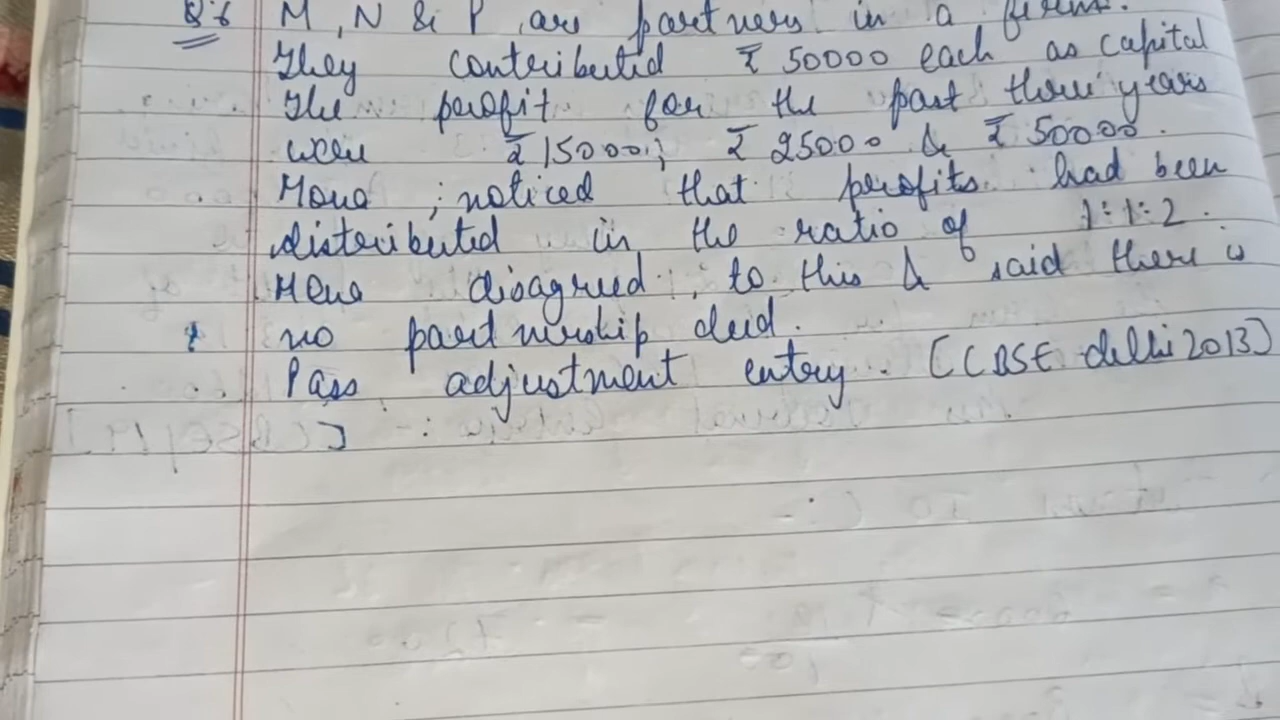 Q.6 M, N & P are partners in a firm.
They contributed ₹ 50000 each as capital
The profit for the past three years
were ₹ 15000; ₹ 25000 & ₹ 50000.
Mona ; noticed that profits had been
distributed in the ratio of 1:1:2.
Mona disagreed to this & said there is
no partnership deed.
Pass adjustment entry. [CBSE delhi 2013]